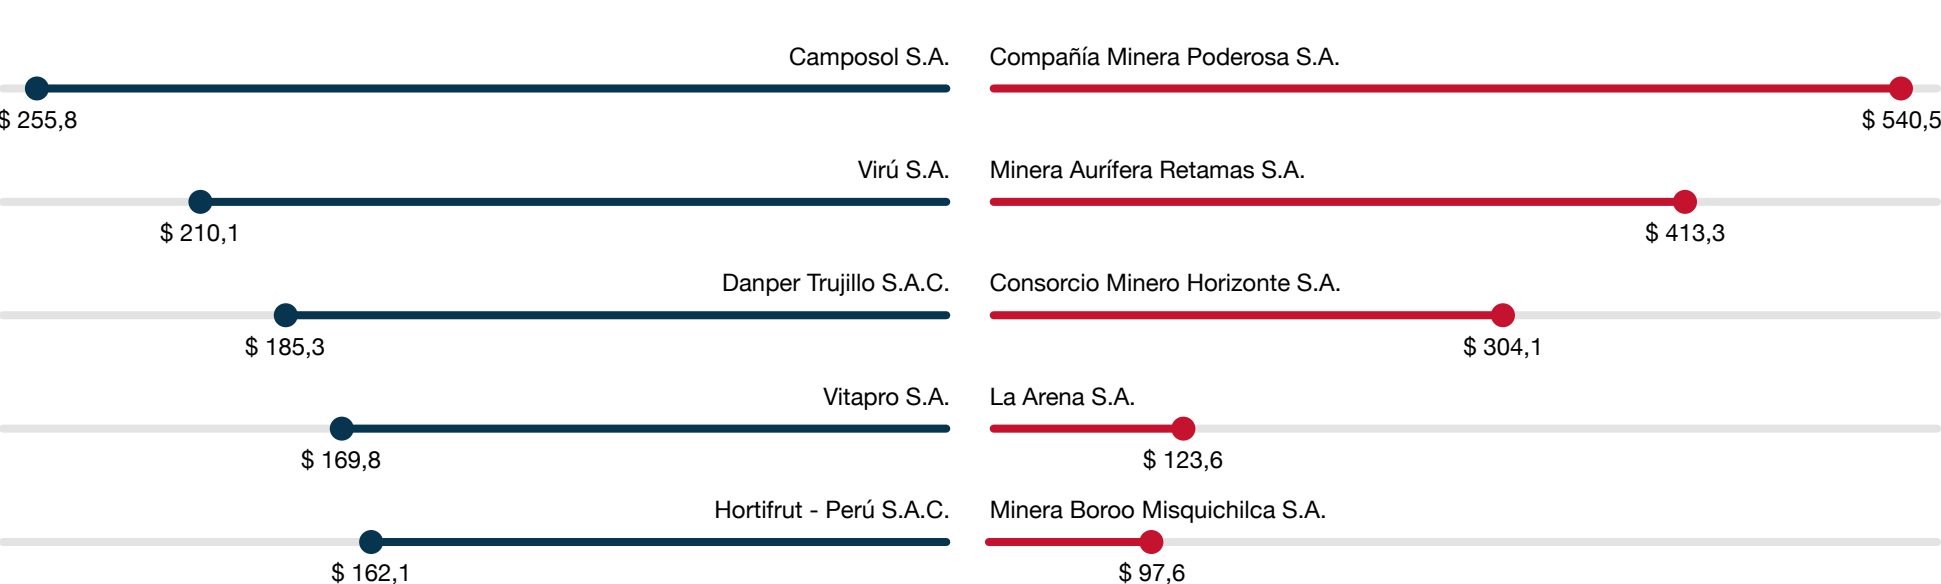 Camposol S.A.
$ 255,8
Virú S.A.
$ 210,1
Danper Trujillo S.A.C.
$ 185,3
Vitapro S.A.
$ 169,8
Hortifrut - Perú S.A.C.
$ 162,1
Compañía Minera Poderosa S.A.
$ 540,5
Minera Aurífera Retamas S.A.
$ 413,3
Consorcio Minero Horizonte S.A.
$ 304,1
La Arena S.A.
$ 123,6
Minera Boroo Misquichilca S.A.
$ 97,6